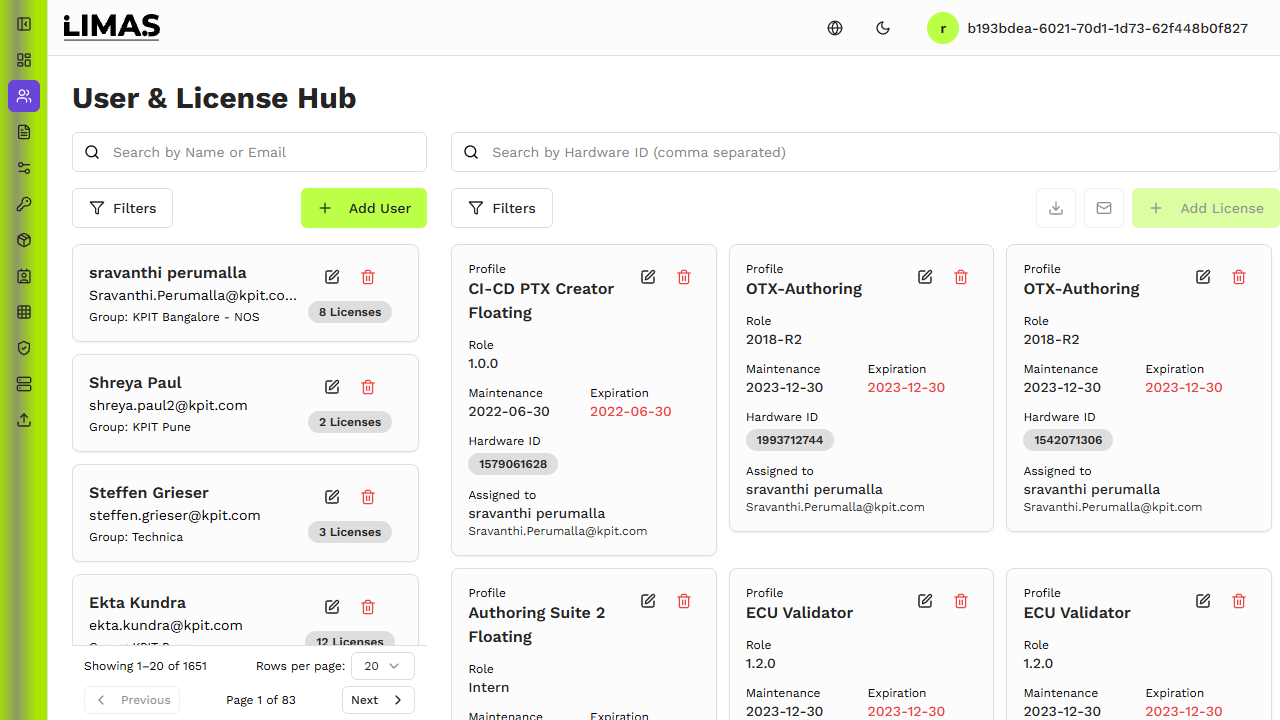 LIMAS
r
b193bdea-6021-70d1-1d73-62f448b0f827
User & License Hub
Search by Name or Email
Filters
Add User
sravanthi perumalla
Sravanthi.Perumalla@kpit.co...
Group: KPIT Bangalore - NOS
8 Licenses
Shreya Paul
shreya.paul2@kpit.com
Group: KPIT Pune
2 Licenses
Steffen Grieser
steffen.grieser@kpit.com
Group: Technica
3 Licenses
Ekta Kundra
ekta.kundra@kpit.com
12 Licenses
Showing 1–20 of 1651
Rows per page:
20
Previous
Page 1 of 83
Next
Search by Hardware ID (comma separated)
Filters
Add License
Profile
CI-CD PTX Creator
Floating
Role
1.0.0
Maintenance
2022-06-30
Expiration
2022-06-30
Hardware ID
1579061628
Assigned to
sravanthi perumalla
Sravanthi.Perumalla@kpit.com
Profile
OTX-Authoring
Role
2018-R2
Maintenance
2023-12-30
Expiration
2023-12-30
Hardware ID
1993712744
Assigned to
sravanthi perumalla
Sravanthi.Perumalla@kpit.com
Profile
OTX-Authoring
Role
2018-R2
Maintenance
2023-12-30
Expiration
2023-12-30
Hardware ID
1542071306
Assigned to
sravanthi perumalla
Sravanthi.Perumalla@kpit.com
Profile
Authoring Suite 2
Floating
Role
Intern
Maintenance
Expiration
Profile
ECU Validator
Role
1.2.0
Maintenance
2023-12-30
Expiration
2023-12-30
Profile
ECU Validator
Role
1.2.0
Maintenance
2023-12-30
Expiration
2023-12-30